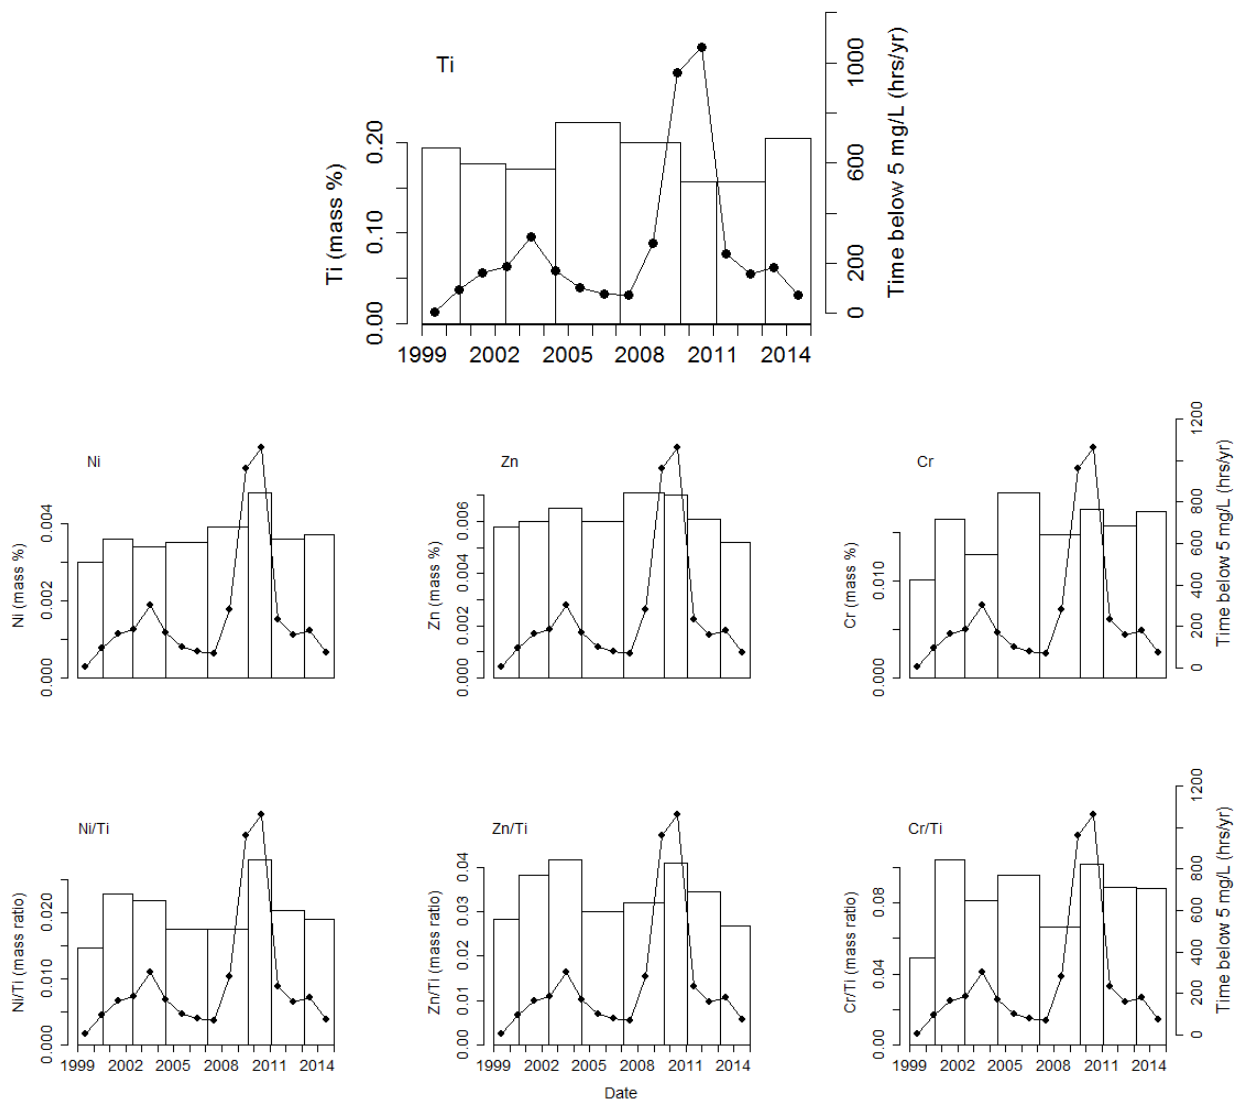 Ti
Ti (mass %)
0.00 0.10 0.20
Time below 5 mg/L (hrs/yr)
0 200 600 1000
1999 2002 2005 2008 2011 2014
Ni
Ni (mass %)
0.000 0.002 0.004
Zn
Zn (mass %)
0.000 0.002 0.004 0.006
Cr
Cr (mass %)
0.000 0.010
Time below 5 mg/L (hrs/yr)
0 200 400 600 800 1000 1200
Ni/Ti
Ni/Ti (mass ratio)
0.000 0.010 0.020
1999 2002 2005 2008 2011 2014
Zn/Ti
Zn/Ti (mass ratio)
0.00 0.01 0.02 0.03 0.04
1999 2002 2005 2008 2011 2014
Cr/Ti
Cr/Ti (mass ratio)
0.00 0.04 0.08
1999 2002 2005 2008 2011 2014
Time below 5 mg/L (hrs/yr)
0 200 400 600 800 1000 1200
Date